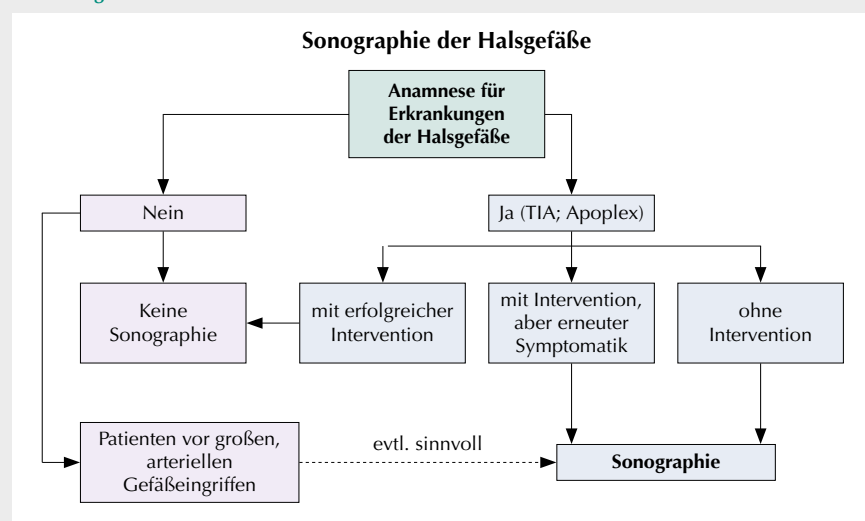 Sonographie der Halsgefäße
Anamnese für
Erkrankungen
der Halsgefäße
Nein
Ja (TIA; Apoplex)
Keine
Sonographie
mit erfolgreicher
Intervention
mit Intervention,
aber erneuter
Symptomatik
ohne
Intervention
Patienten vor großen,
arteriellen
Gefäßeingriffen
evtl. sinnvoll
Sonographie